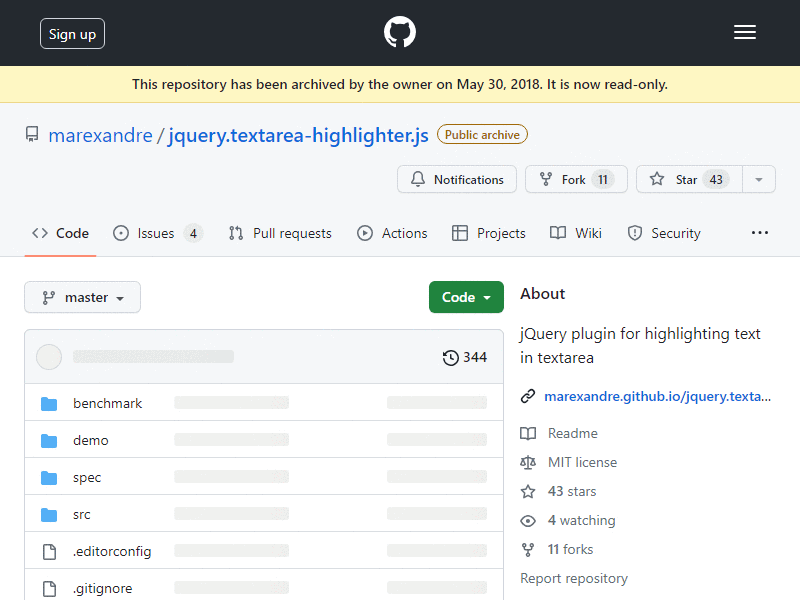 Sign up
This repository has been archived by the owner on May 30, 2018. It is now read-only.
marexandre / jquery.textarea-highlighter.js Public archive
Notifications Fork 11 Star 43
Code Issues 4 Pull requests Actions Projects Wiki Security ...
master Code
344
benchmark
demo
spec
src
.editorconfig
.gitignore
About
jQuery plugin for highlighting text
in textarea
marexandre.github.io/jquery.texta...
Readme
MIT license
43 stars
4 watching
11 forks
Report repository